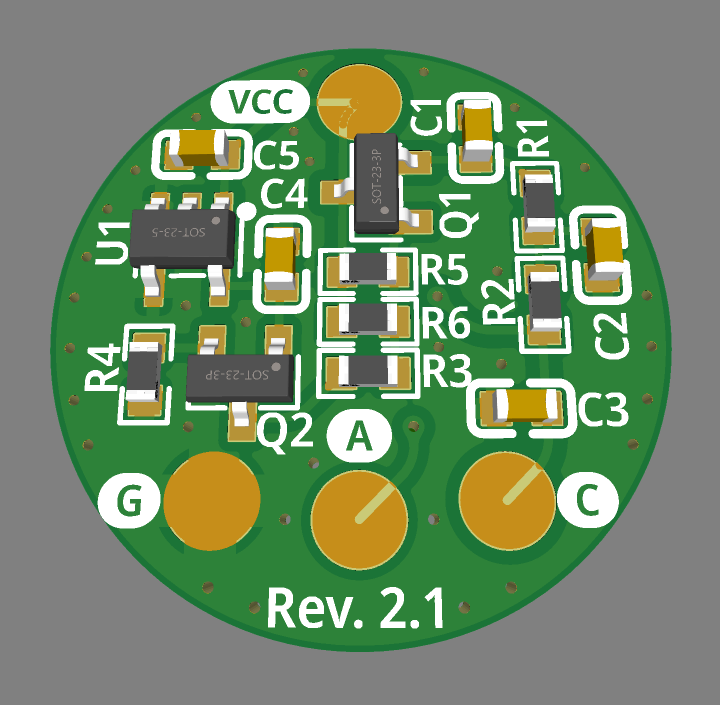 VCC
C1
R1
C5
C4
SOT-23-3P
Q1
U1
SOT-23-5
R5
R2
R6
C2
R4
SOT-23-3P
R3
C3
Q2
A
G
C
Rev. 2.1